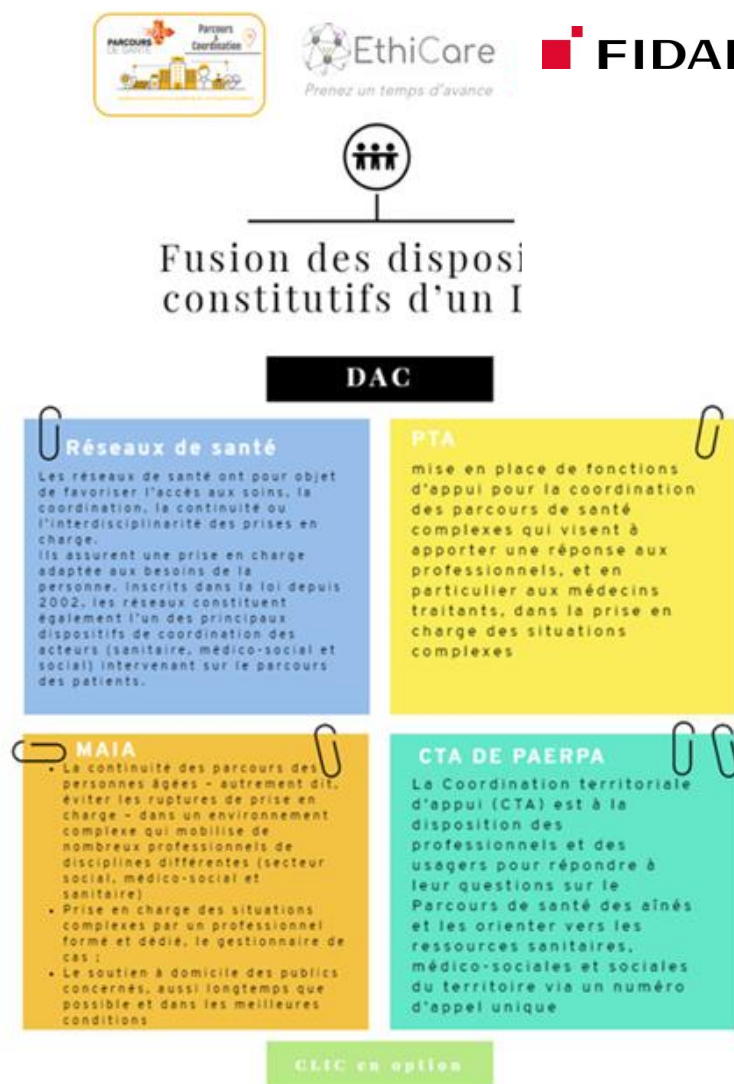 PARCOURS
DE SANTÉ
Parcours
&
Coordination
EthiCare
Prenez un temps d'avance
FIDAL
Fusion des disposi
constitutifs d'un
DAC
Réseaux de santé
Les réseaux de santé ont pour objet
de favoriser l'accès aux soins, la
coordination, la continuité ou
l'interdisciplinarité des prises en
charge.
Ils assurent une prise en charge
adaptée aux besoins de la
personne. Inscrits dans la loi depuis
2002, les réseaux constituent
également l'un des principaux
dispositifs de coordination des
acteurs (sanitaire, médico-social et
social) intervenant sur le parcours
des patients.
PTA
mise en place de fonctions
d'appui pour la coordination
des parcours de santé
complexes qui visent à
apporter une réponse aux
professionnels, et en
particulier aux médecins
traitants, dans la prise en
charge des situations
complexes
MAIA
• La continuité des parcours des
personnes âgées – autrement dit,
éviter les ruptures de prise en
charge – dans un environnement
complexe qui mobilise de
nombreux professionnels de
disciplines différentes (secteur
social, médico-social et
sanitaire)
• Prise en charge des situations
complexes par un professionnel
formé et dédié, le gestionnaire de
cas ;
• Le soutien à domicile des publics
concernés, aussi longtemps que
possible et dans les meilleures
conditions
CTA DE PAERPA
La Coordination territoriale
d'appui (CTA) est à la
disposition des
professionnels et des
usagers pour répondre à
leur questions sur le
Parcours de santé des aînés
et les orienter vers les
ressources sanitaires,
médico-sociales et sociales
du territoire via un numéro
d'appel unique
CLIC en option